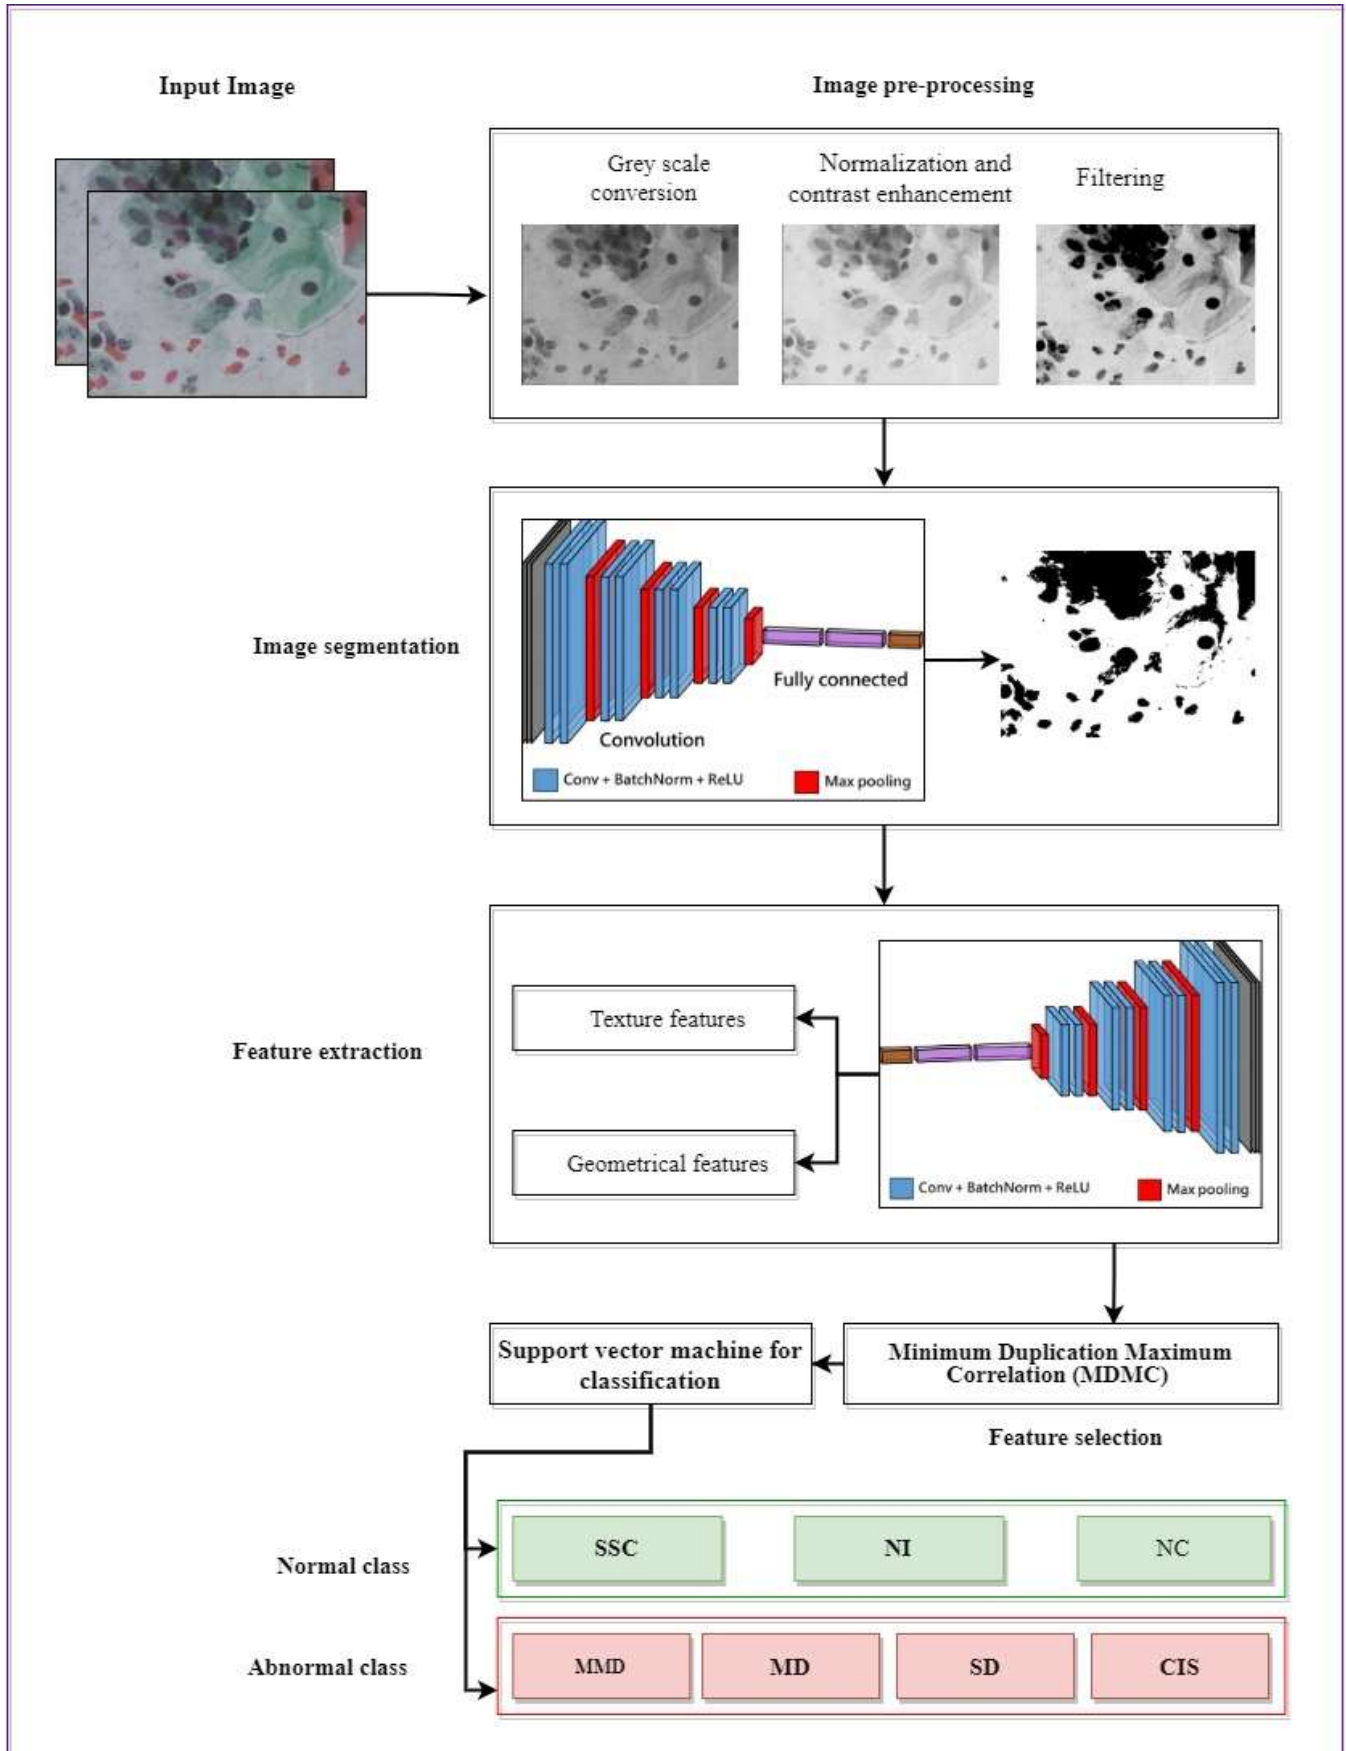 Input Image
Image pre-processing
Grey scale
conversion
Normalization and
contrast enhancement
Filtering
Image segmentation
Fully connected
Convolution
Conv + BatchNorm + ReLU
Max pooling
Feature extraction
Texture features
Geometrical features
Conv + BatchNorm + ReLU
Max pooling
Support vector machine for
classification
Minimum Duplication Maximum
Correlation (MDMC)
Feature selection
Normal class
SSC
NI
NC
Abnormal class
MMD
MD
SD
CIS